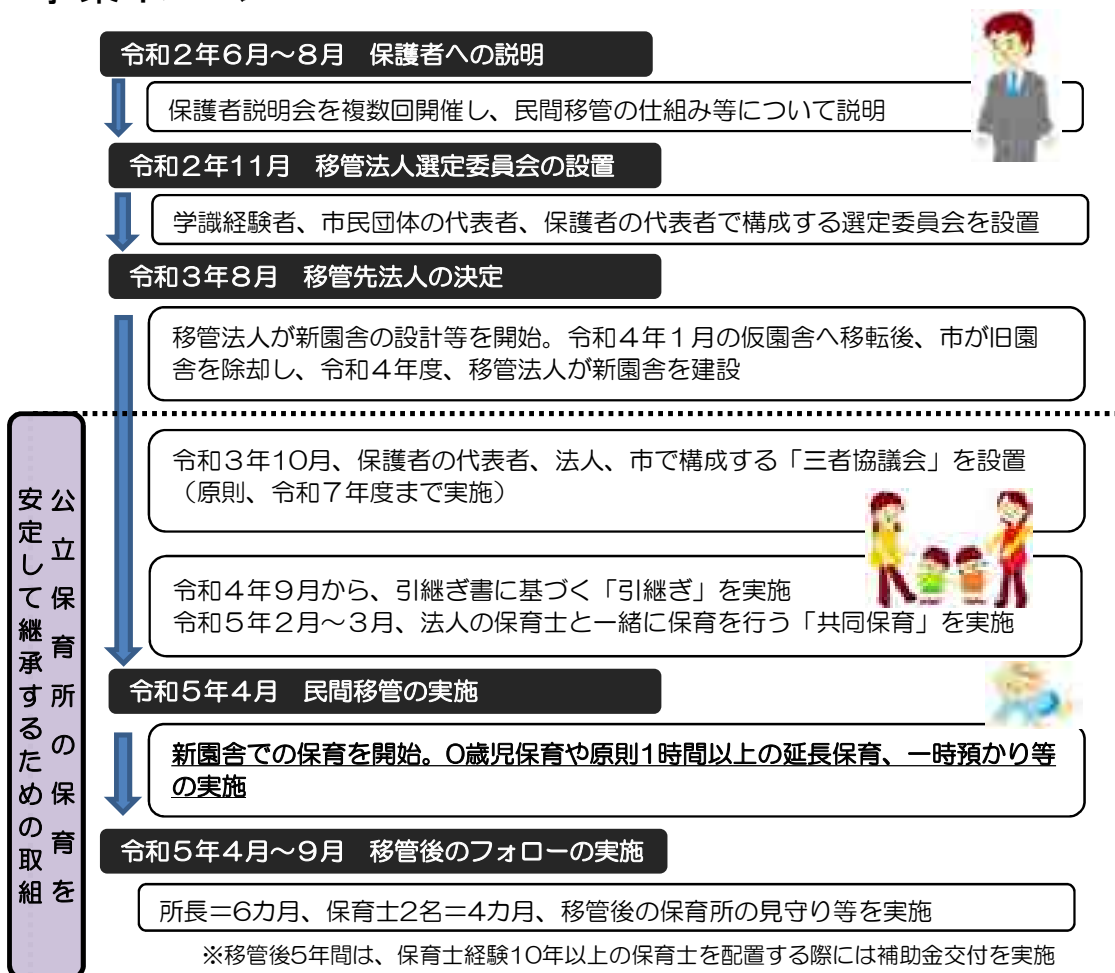 令和2年6月～8月　保護者への説明
保護者説明会を複数回開催し、民間移管の仕組み等について説明
令和2年11月　移管法人選定委員会の設置
学識経験者、市民団体の代表者、保護者の代表者で構成する選定委員会を設置
令和3年8月　移管先法人の決定
移管法人が新園舎の設計等を開始。令和４年１月の仮園舎へ移転後、市が旧園
舎を除却し、令和４年度、移管法人が新園舎を建設
公立保育所の保育を
安定して継承するための取組
令和３年10月、保護者の代表者、法人、市で構成する「三者協議会」を設置
（原則、令和７年度まで実施）
令和４年９月から、引継ぎ書に基づく「引継ぎ」を実施
令和５年２月～３月、法人の保育士と一緒に保育を行う「共同保育」を実施
令和5年4月　民間移管の実施
新園舎での保育を開始。0歳児保育や原則1時間以上の延長保育、一時預かり等
の実施
令和5年4月～9月　移管後のフォローの実施
所長＝6カ月、保育士2名＝4カ月、移管後の保育所の見守り等を実施
※移管後5年間は、保育士経験10年以上の保育士を配置する際には補助金交付を実施